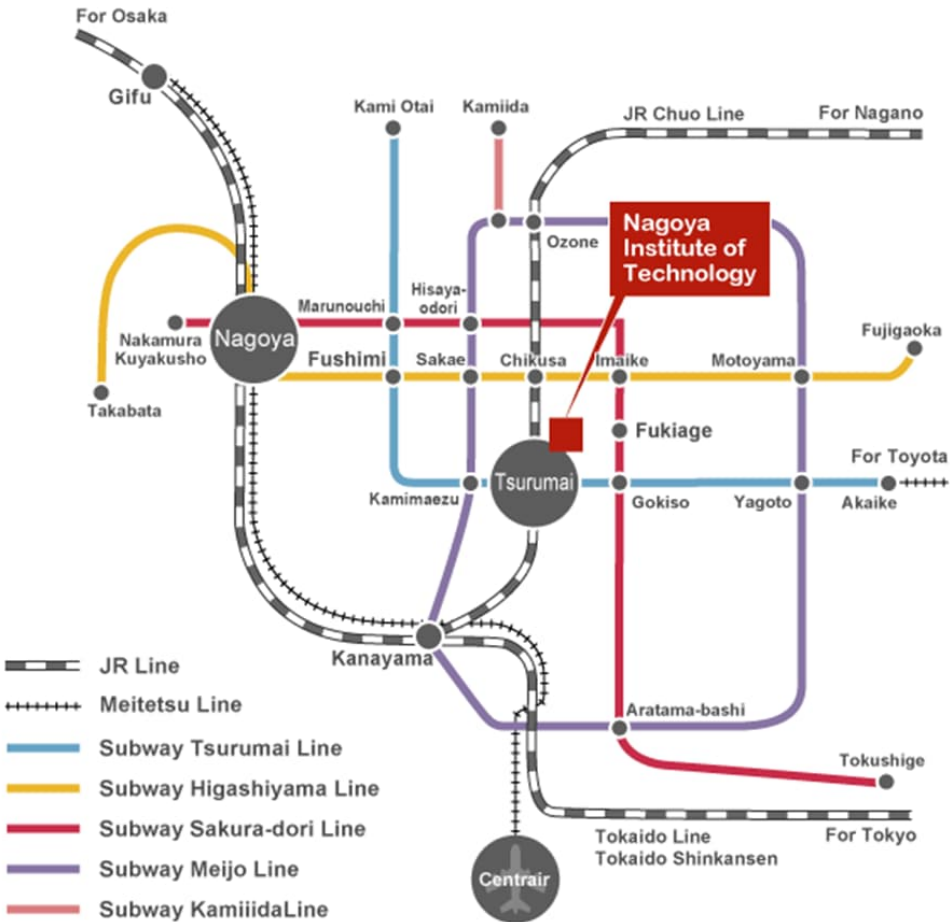 For Osaka
Gifu
Kami Otai
Kamiida
JR Chuo Line
For Nagano
Nagoya
Institute of
Technology
Ozone
Hisaya-
odori
Marunouchi
Nakamura
Kuyakusho
Nagoya
Fushimi
Sakae
Chikusa
Imaike
Motoyama
Fujigaoka
Takabata
Fukiage
For Toyota
Kamimaezu
Tsurumai
Gokiso
Yagoto
Akaike
Kanayama
Aratama-bashi
Tokushige
Tokaido Line
Tokaido Shinkansen
For Tokyo
Centrair
JR Line
Meitetsu Line
Subway Tsurumai Line
Subway Higashiyama Line
Subway Sakura-dori Line
Subway Meijo Line
Subway KamiiidaLine